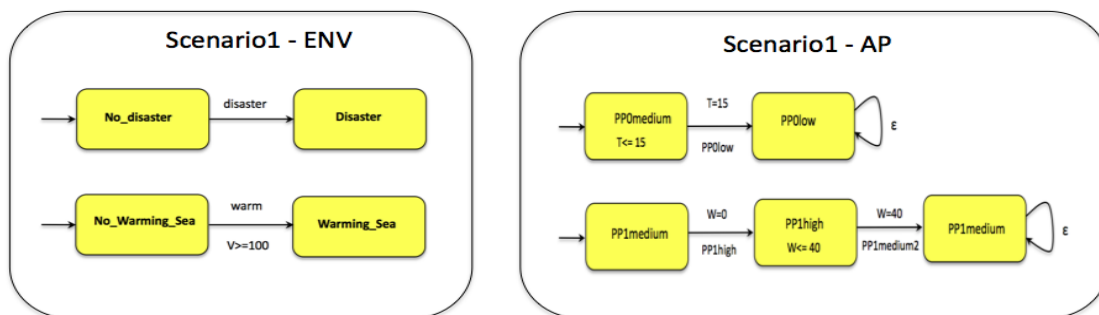 Scenario1 - ENV
No_disaster
disaster
Disaster
No_Warming_Sea
warm
V>=100
Warming_Sea
Scenario1 - AP
PP0medium
T<= 15
T=15
PP0low
PP0low
ε
PP1medium
W=0
PP1high
PP1high
W<= 40
W=40
PP1medium2
PP1medium
ε